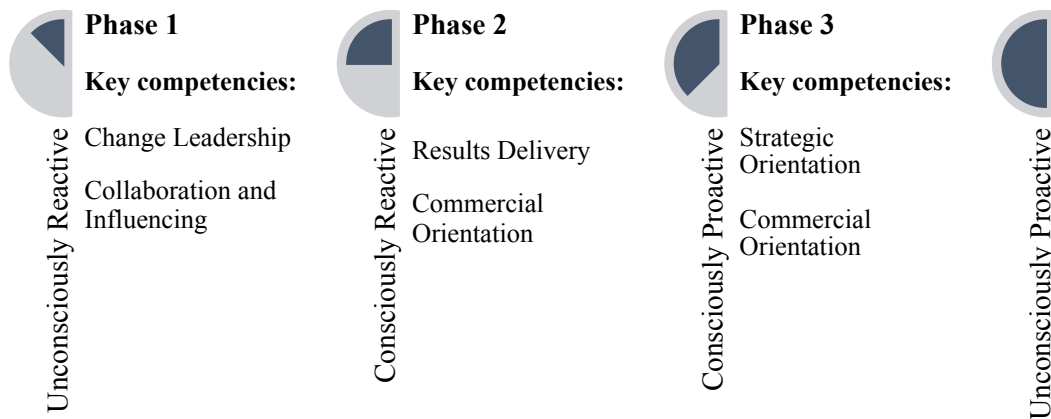 Phase 1
Key competencies:
Change Leadership
Collaboration and
Influencing
Unconsciously Reactive
Phase 2
Key competencies:
Results Delivery
Commercial
Orientation
Consciously Reactive
Phase 3
Key competencies:
Strategic
Orientation
Commercial
Orientation
Consciously Proactive
Unconsciously Proactive